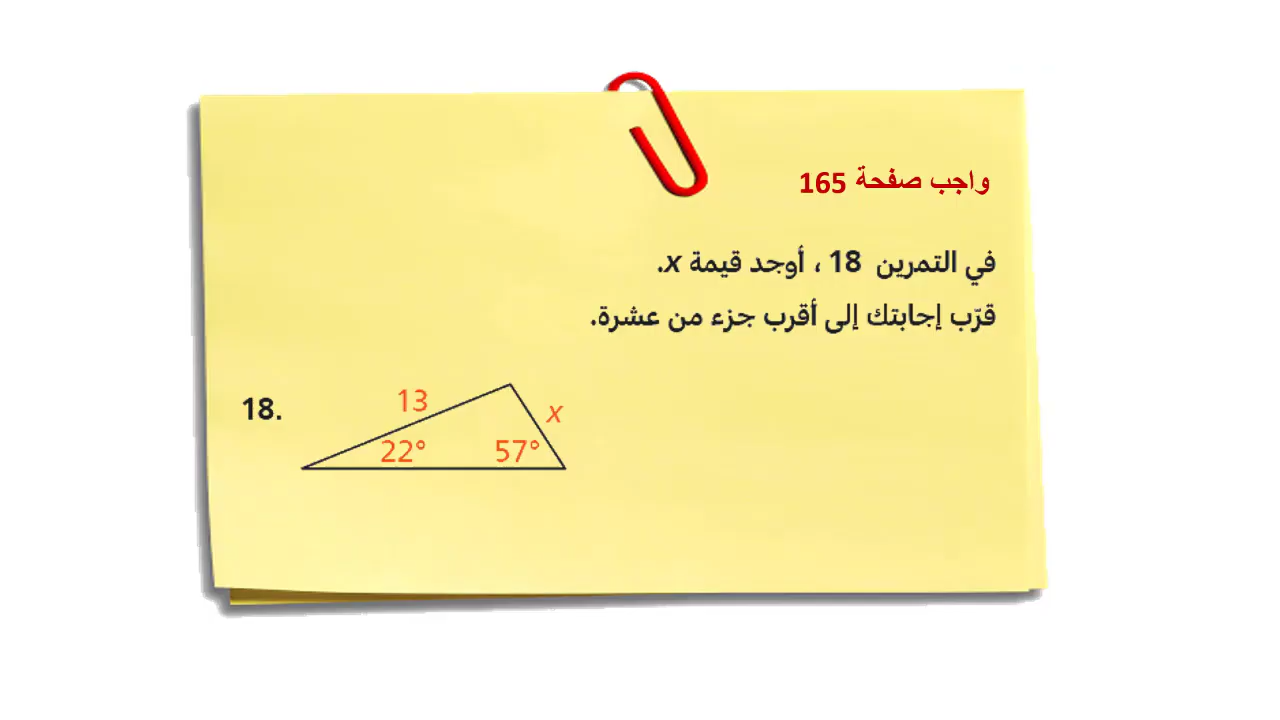 واجب صفحة 165
في التمرين 18 ، أوجد قيمة x.
قرّب إجابتك إلى أقرب جزء من عشرة.
18.
13
x
22°
57°